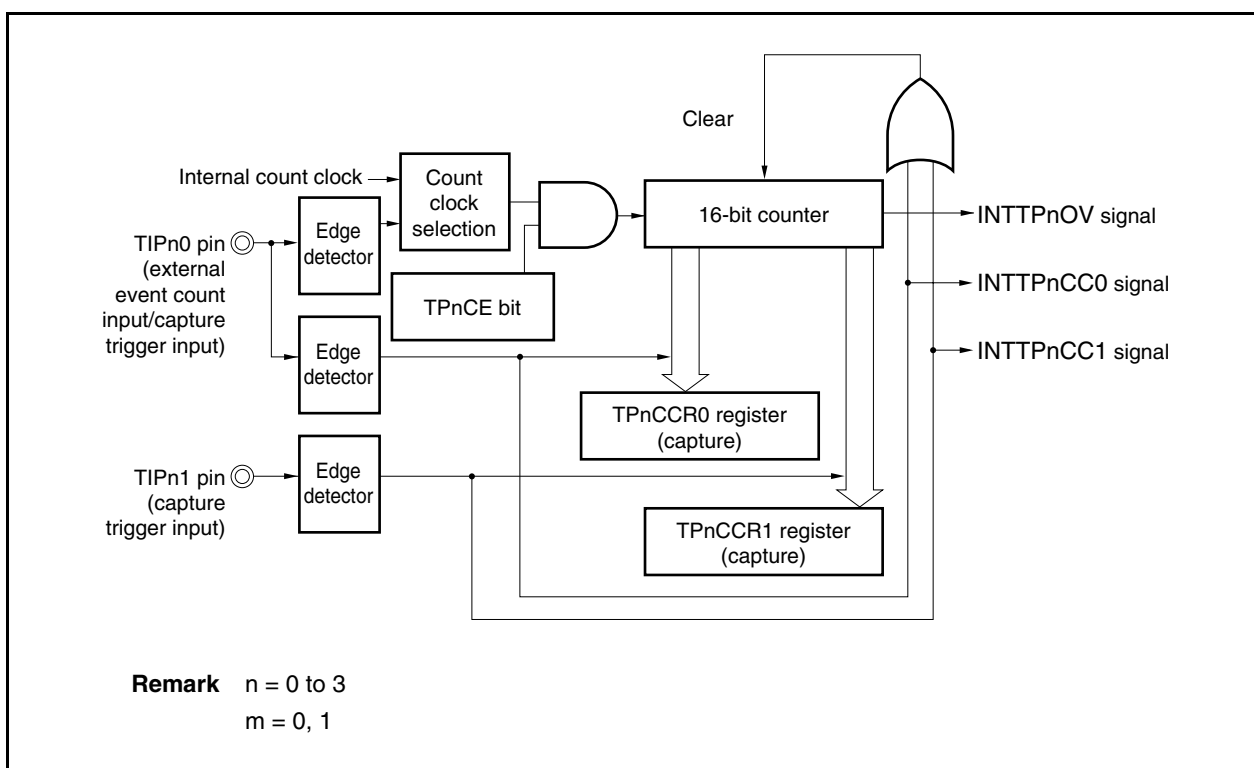 Clear
Internal count clock
Count
clock
selection
16-bit counter
INTTPnOV signal
TIPn0 pin
(external
event count
input/capture
trigger input)
Edge
detector
TPnCE bit
INTTPnCC0 signal
Edge
detector
INTTPnCC1 signal
TPnCCR0 register
(capture)
TIPn1 pin
(capture
trigger input)
Edge
detector
TPnCCR1 register
(capture)
Remark n = 0 to 3
m = 0, 1